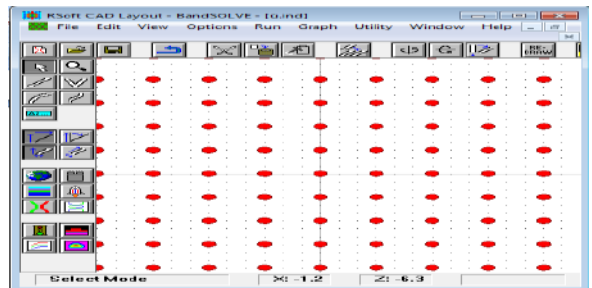 RSoft CAD Layout - BandSOLVE - [u.ind]
File Edit View Options Run Graph Utility Window Help
Select Mode X: -1.2 Z: -6.3